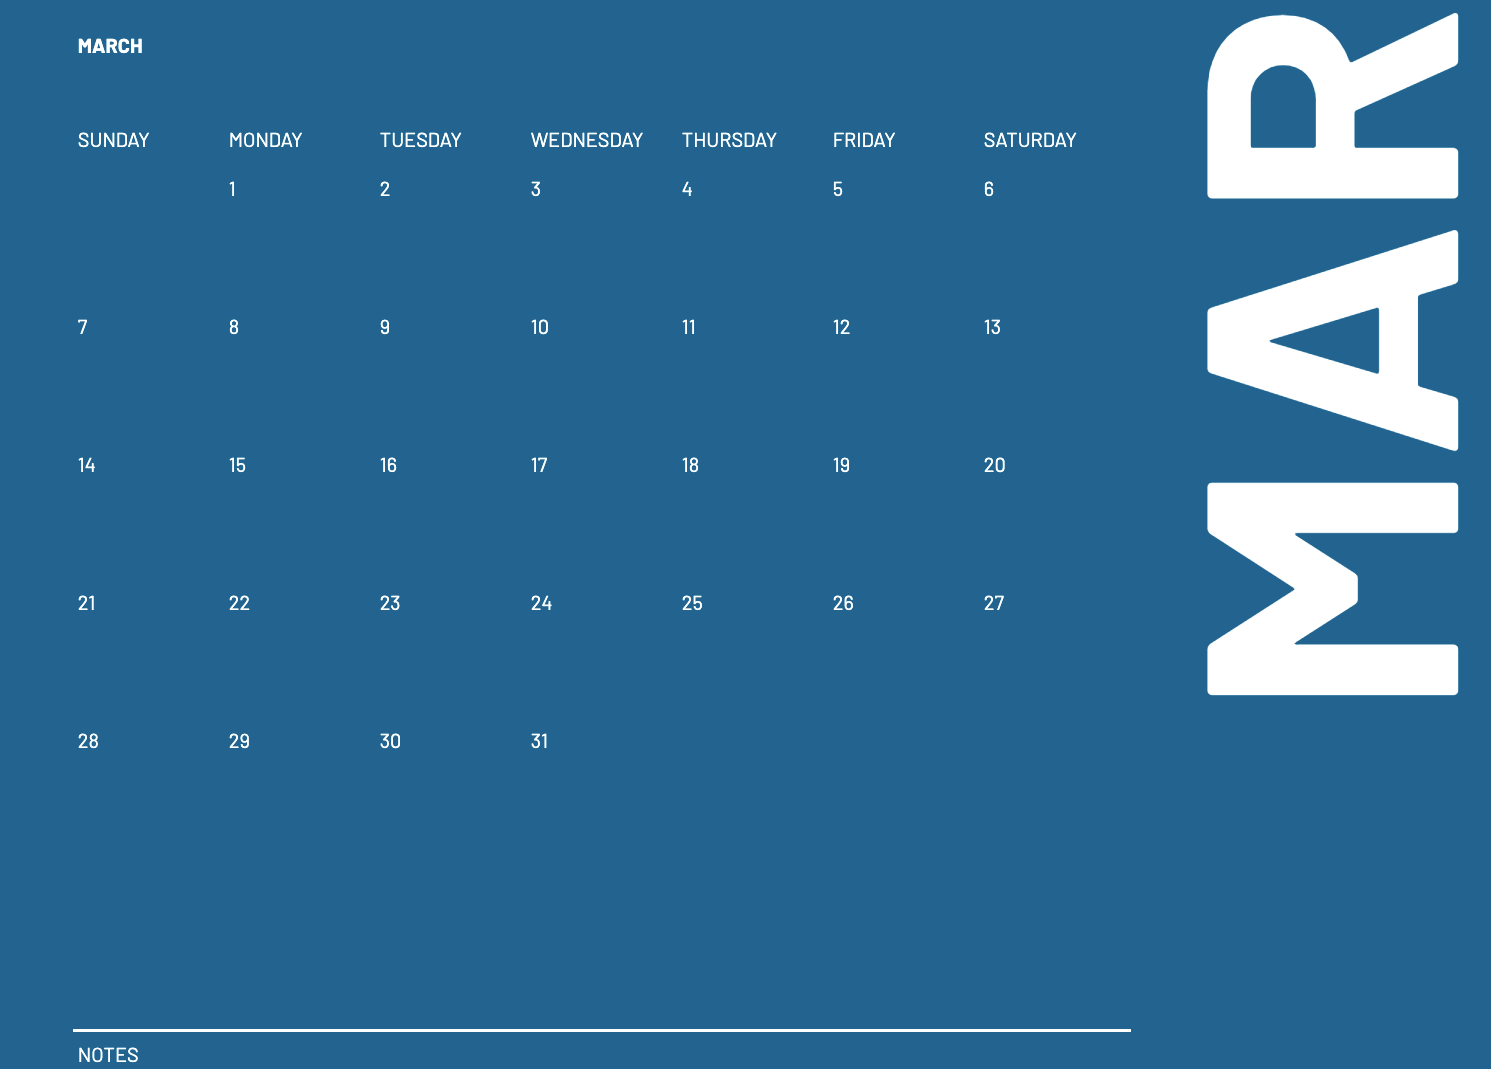 MARCH
SUNDAY MONDAY TUESDAY WEDNESDAY THURSDAY FRIDAY SATURDAY
1 2 3 4 5 6
7 8 9 10 11 12 13
14 15 16 17 18 19 20
21 22 23 24 25 26 27
28 29 30 31
NOTES
MAR